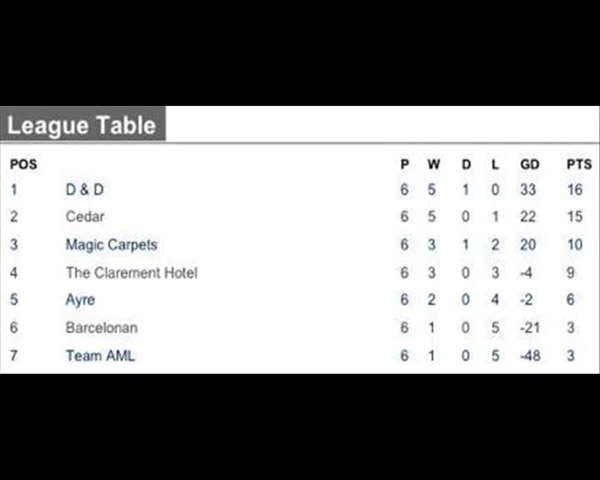 League Table
POS P W D L GD PTS
1 D & D 6 5 1 0 33 16
2 Cedar 6 5 0 1 22 15
3 Magic Carpets 6 3 1 2 20 10
4 The Clarement Hotel 6 3 0 3 -4 9
5 Ayre 6 2 0 4 -2 6
6 Barcelonan 6 1 0 5 -21 3
7 Team AML 6 1 0 5 -48 3